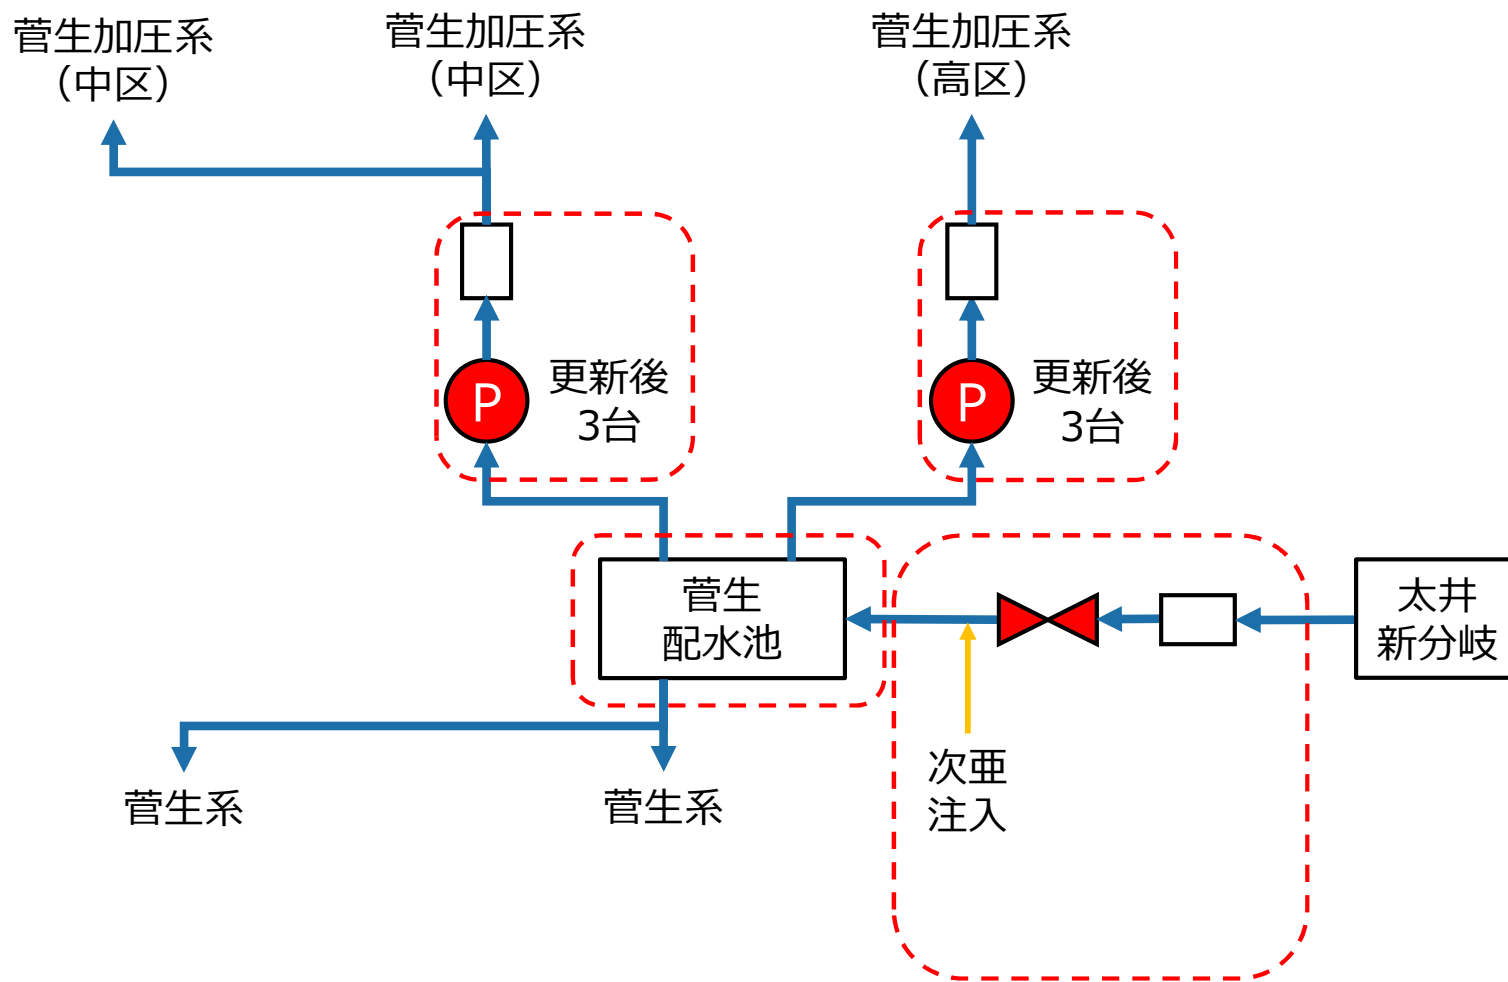 菅生加圧系
（中区）
菅生加圧系
（中区）
菅生加圧系
（高区）
P
更新後
3台
P
更新後
3台
菅生
配水池
太井
新分岐
次亜
注入
菅生系
菅生系